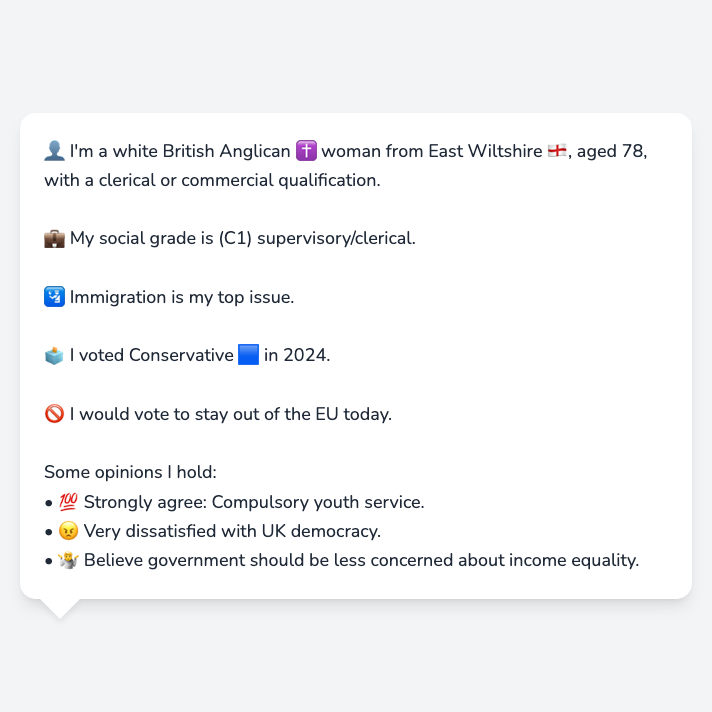 👤 I'm a white British Anglican ✝️ woman from East Wiltshire 🏴󠁧󠁢󠁥󠁮󠁧󠁿, aged 78,
with a clerical or commercial qualification.
💼 My social grade is (C1) supervisory/clerical.
🛂 Immigration is my top issue.
🗳️ I voted Conservative 🟦 in 2024.
🚫 I would vote to stay out of the EU today.
Some opinions I hold:
• 💯 Strongly agree: Compulsory youth service.
• 😠 Very dissatisfied with UK democracy.
• 🤷‍♀️ Believe government should be less concerned about income equality.